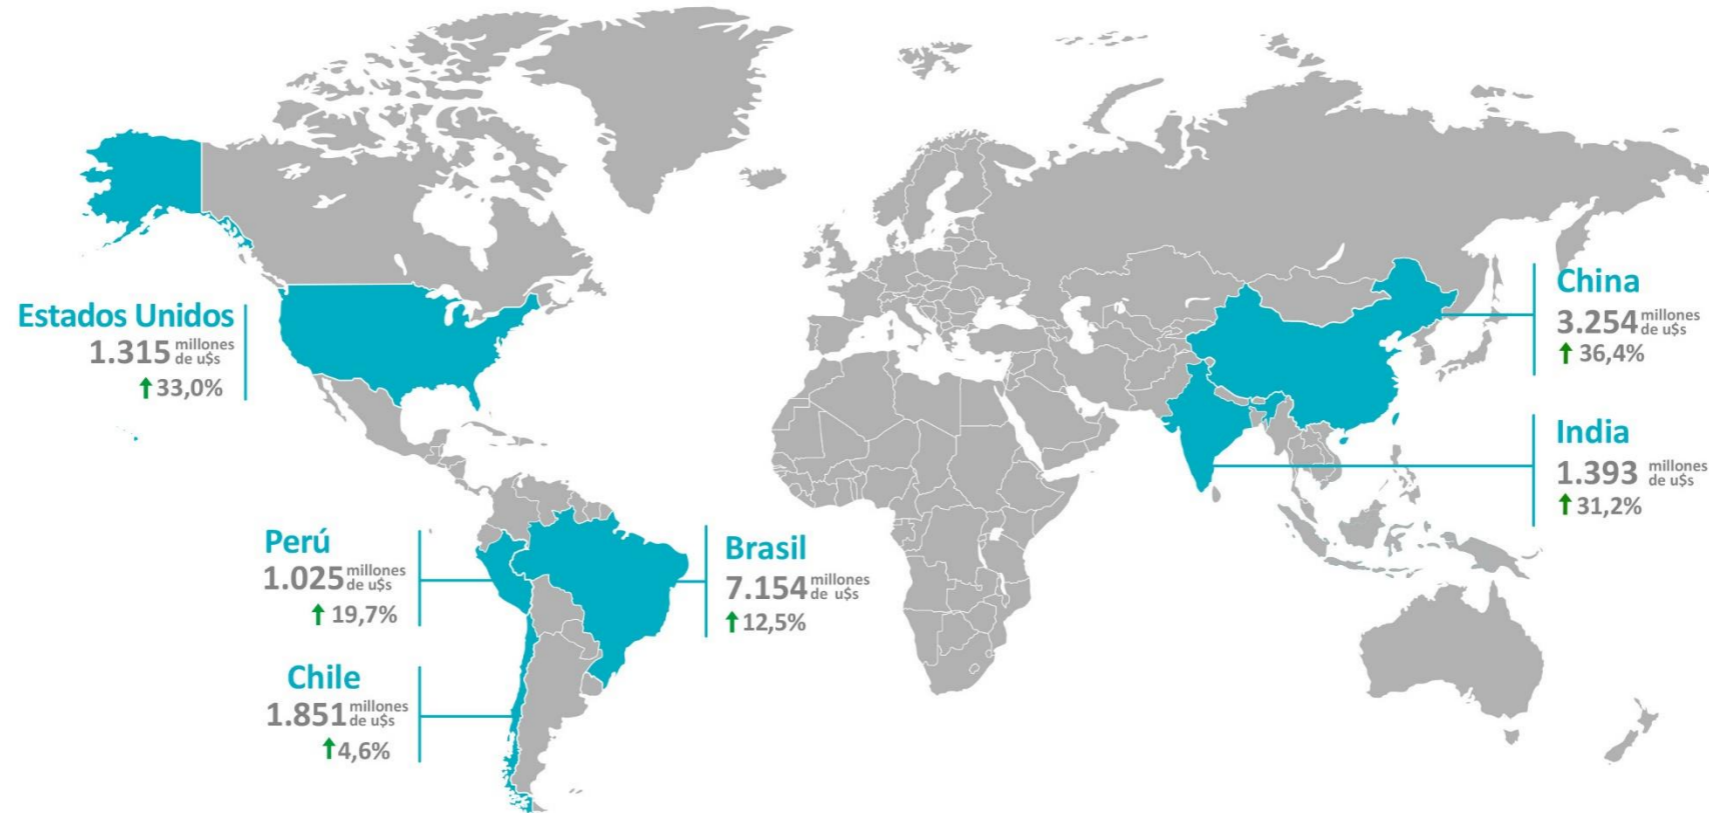 Estados Unidos
1.315 millones de u$s
33,0%
Perú
1.025 millones de u$s
19,7%
Chile
1.851 millones de u$s
4,6%
Brasil
7.154 millones de u$s
12,5%
China
3.254 millones de u$s
36,4%
India
1.393 millones de u$s
31,2%